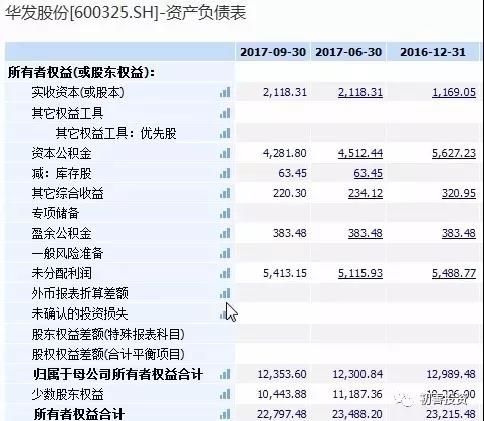 华发股份[600325.SH]-资产负债表
2017-09-30 2017-06-30 2016-12-31
所有者权益(或股东权益):
实收资本(或股本) 2,118.31 2,118.31 1,169.05
其它权益工具
其它权益工具：优先股
资本公积金 4,281.80 4,512.44 5,627.23
减：库存股 63.45 63.45
其它综合收益 220.30 234.12 320.95
专项储备
盈余公积金 383.48 383.48 383.48
一般风险准备
未分配利润 5,413.15 5,115.93 5,488.77
外币报表折算差额
未确认的投资损失
股东权益差额(特殊报表科目)
股权权益差额(合计平衡项目)
归属于母公司所有者权益合计 12,353.60 12,300.84 12,989.48
少数股东权益 10,443.88 11,187.36
所有者权益合计 22,797.48 23,488.20 23,215.48
初善投资